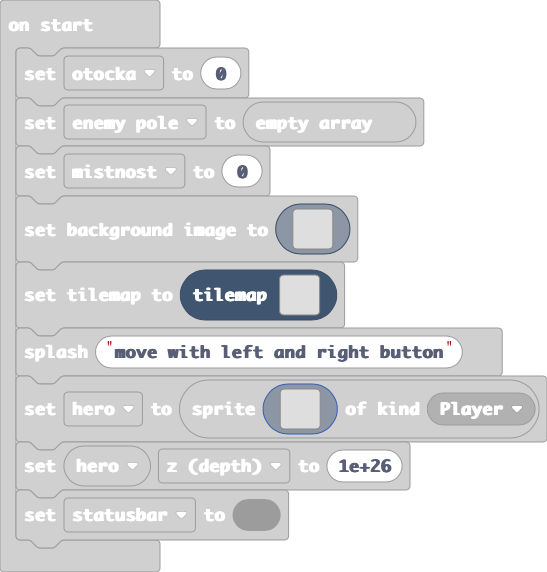 on start
set otocka to 0
set enemy pole to empty array
set mistnost to 0
set background image to
set tilemap to tilemap
splash "move with left and right button"
set hero to sprite of kind Player
set hero z (depth) to 1e+26
set statusbar to